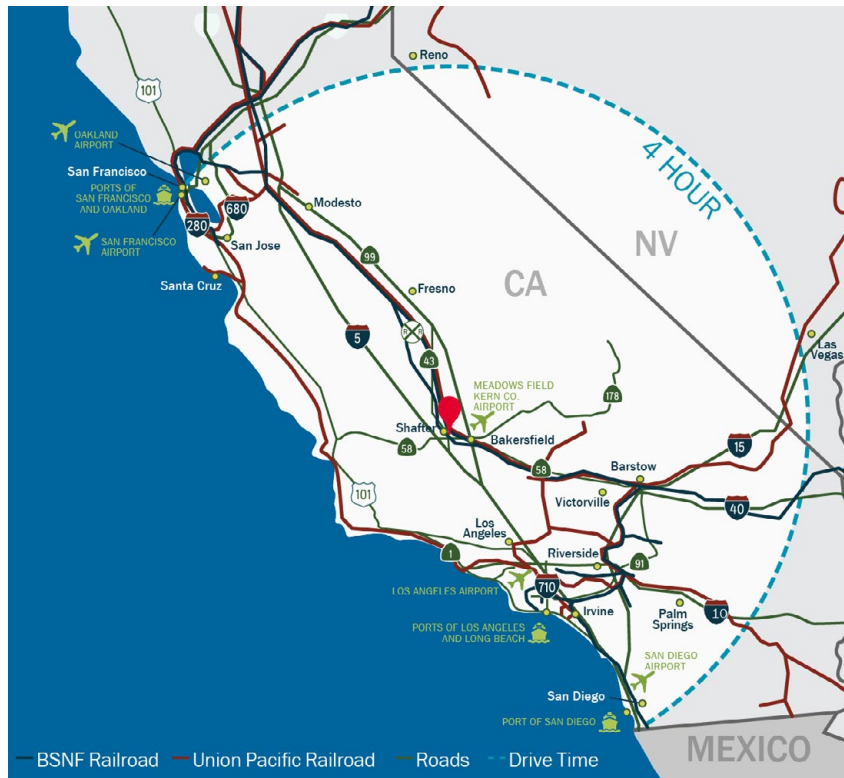 Reno
101
OAKLAND
AIRPORT
San Francisco
PORTS OF
SAN FRANCISCO
AND OAKLAND
280
680
SAN FRANCISCO
AIRPORT
San Jose
Santa Cruz
Modesto
99
Fresno
4 HOUR
NV
CA
5
R R
43
Las
Vegas
MEADOWS FIELD
KERN CO.
AIRPORT
178
Shafter
Bakersfield
58
58
15
Barstow
101
Victorville
40
Los
Angeles
1
Riverside
91
LOS ANGELES AIRPORT
710
Irvine
Palm
Springs
10
PORTS OF LOS ANGELES
AND LONG BEACH
SAN DIEGO
AIRPORT
San Diego
PORT OF SAN DIEGO
MEXICO
BSNF Railroad
Union Pacific Railroad
Roads
Drive Time